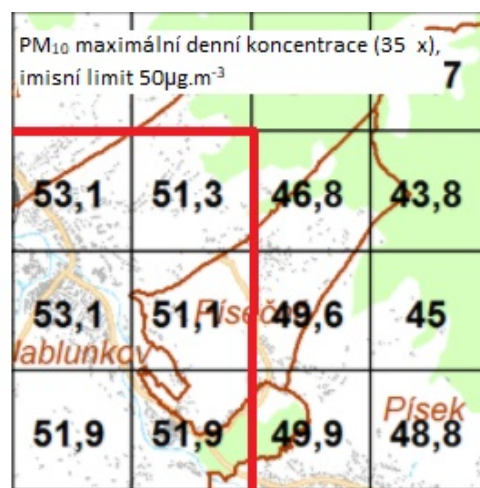 PM₁₀ maximální denní koncentrace (35 x),
imisní limit 50µg.m⁻³
7
53,1 51,3 46,8 43,8
53,1 51,1 49,6 45
Jablunkov
51,9 51,9 49,9 48,8
Písek